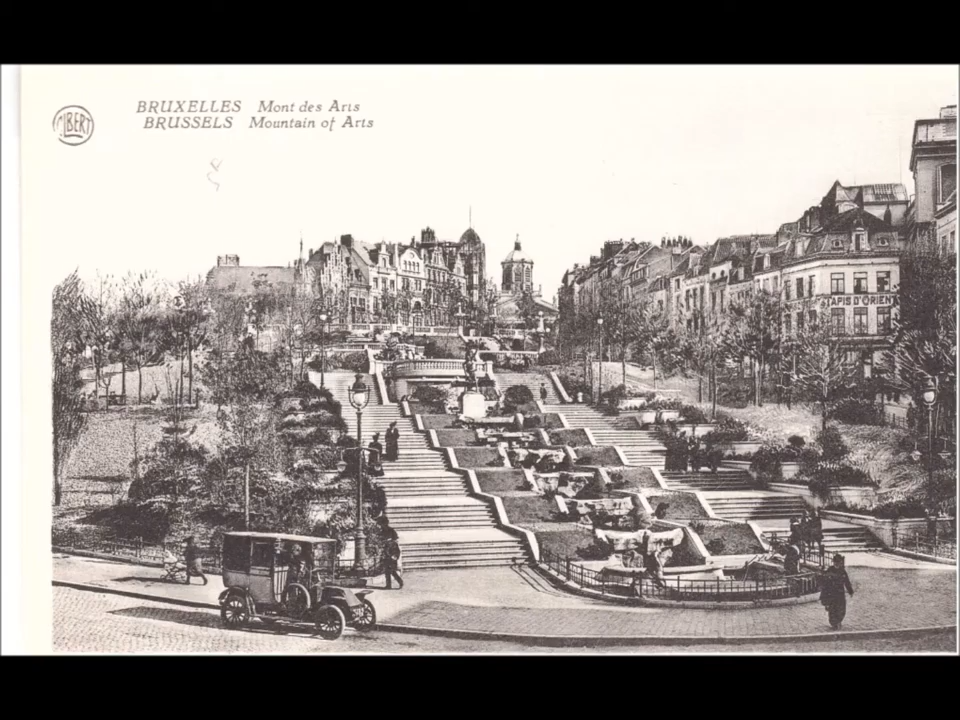 BRUXELLES Mont des Arts
BRUSSELS Mountain of Arts
ALBERT
TAPIS D'ORIENT